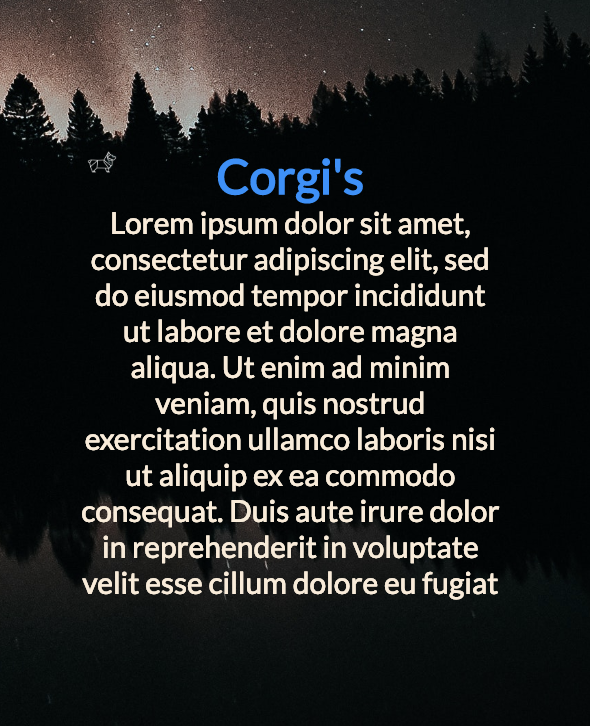 Corgi's
Lorem ipsum dolor sit amet,
consectetur adipiscing elit, sed
do eiusmod tempor incididunt
ut labore et dolore magna
aliqua. Ut enim ad minim
veniam, quis nostrud
exercitation ullamco laboris nisi
ut aliquip ex ea commodo
consequat. Duis aute irure dolor
in reprehenderit in voluptate
velit esse cillum dolore eu fugiat